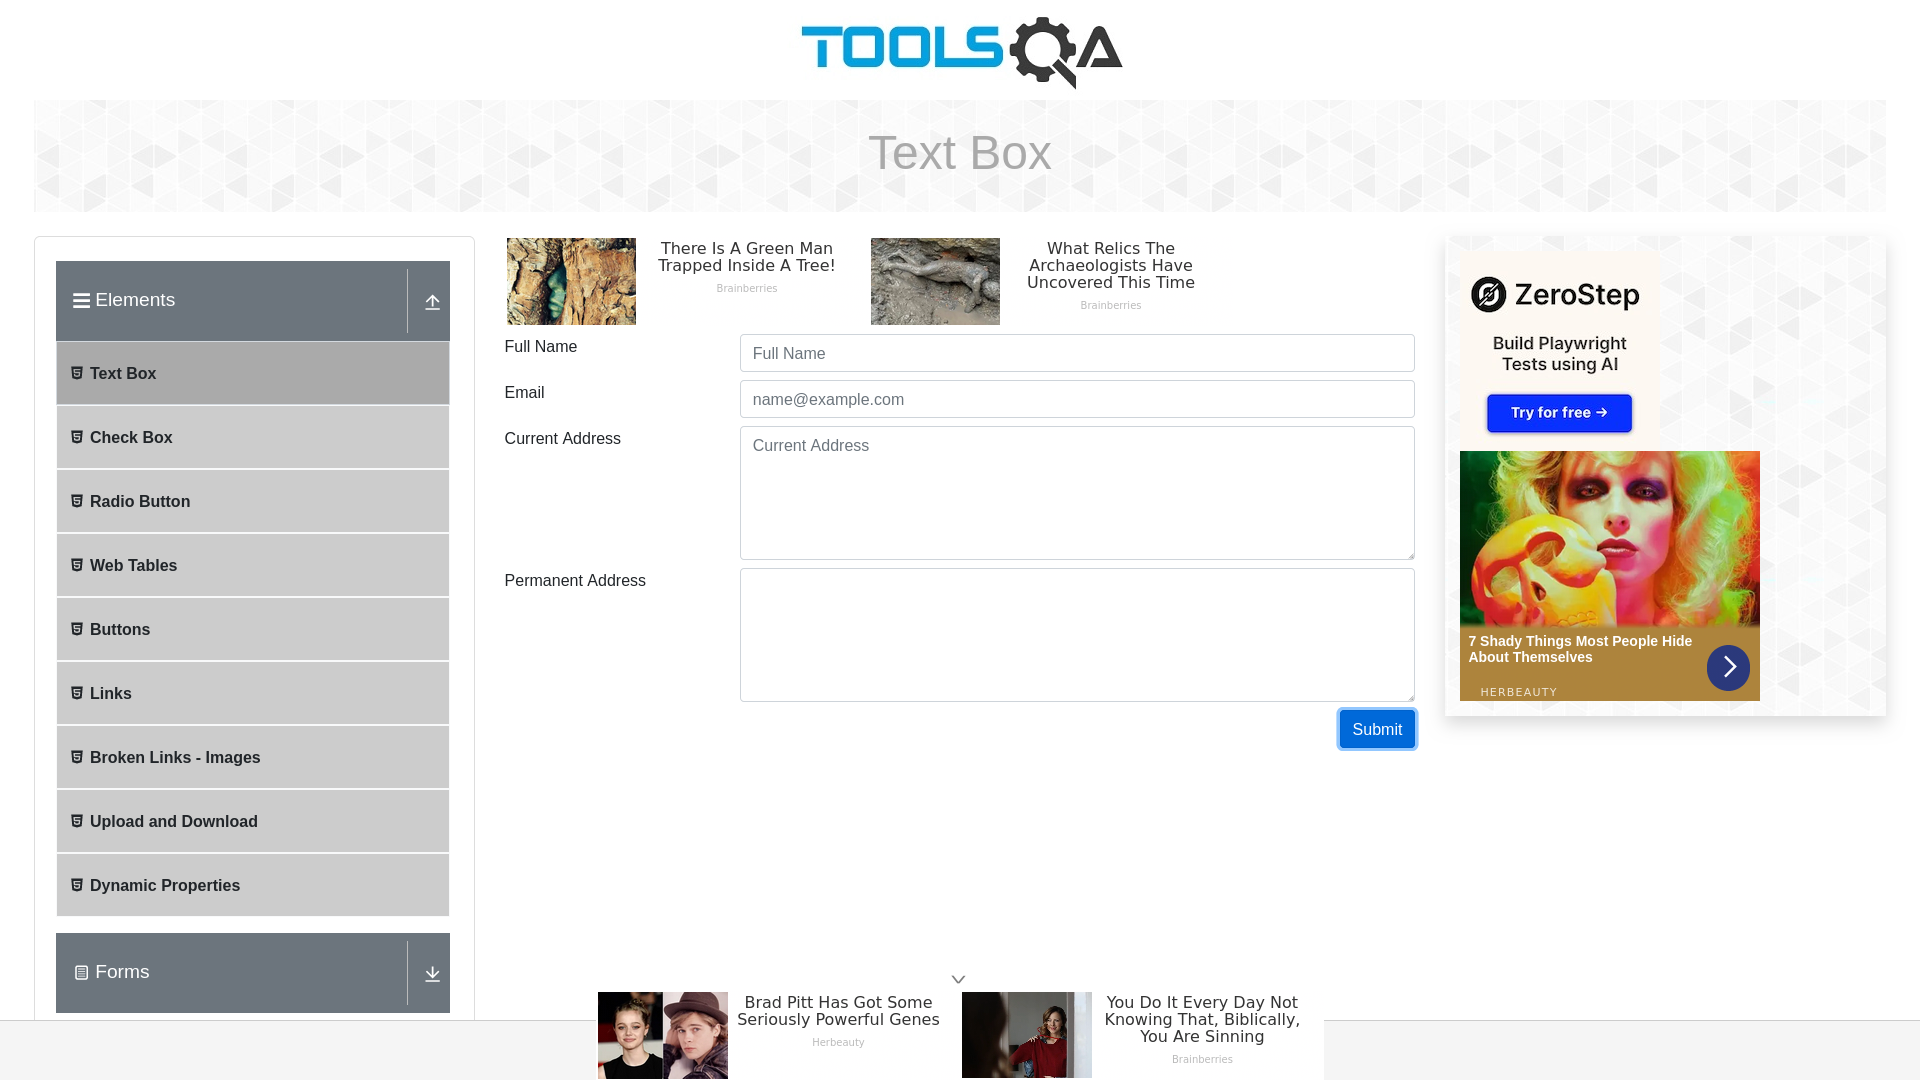 TOOLSQA
Text Box
Elements
Text Box
Check Box
Radio Button
Web Tables
Buttons
Links
Broken Links - Images
Upload and Download
Dynamic Properties
Forms
There Is A Green Man
Trapped Inside A Tree!
Brainberries
What Relics The
Archaeologists Have
Uncovered This Time
Brainberries
Full Name
Full Name
Email
name@example.com
Current Address
Current Address
Permanent Address
Submit
ZeroStep
Build Playwright
Tests using AI
Try for free →
7 Shady Things Most People Hide
About Themselves
HERBEAUTY
Brad Pitt Has Got Some
Seriously Powerful Genes
Herbeauty
You Do It Every Day Not
Knowing That, Biblically,
You Are Sinning
Brainberries